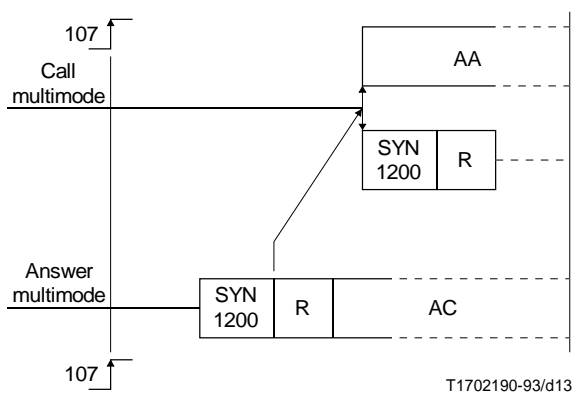 107
Call
multimode
AA
SYN
1200
R
Answer
multimode
SYN
1200
R
AC
107
T1702190-93/d13